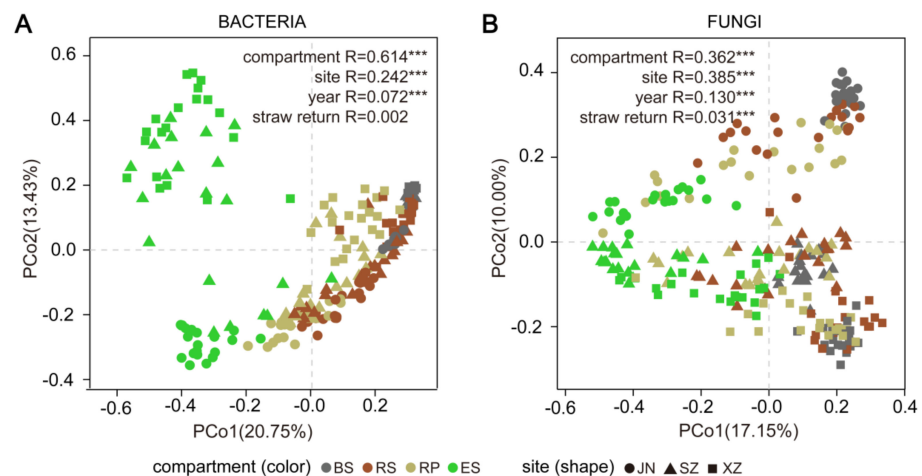 A
BACTERIA
compartment R=0.614***
site R=0.242***
year R=0.072***
straw return R=0.002
PCo2(13.43%)
0.6
0.4
0.2
0.0
-0.2
-0.4
-0.6
-0.4
-0.2
-0.0
0.2
PCo1(20.75%)
B
FUNGI
compartment R=0.362***
site R=0.385***
year R=0.130***
straw return R=0.031***
PCo2(10.00%)
0.4
0.2
-0.0
-0.2
-0.6
-0.4
-0.2
-0.0
0.2
0.4
PCo1(17.15%)
compartment (color) BS RS RP ES site (shape) JN SZ XZ